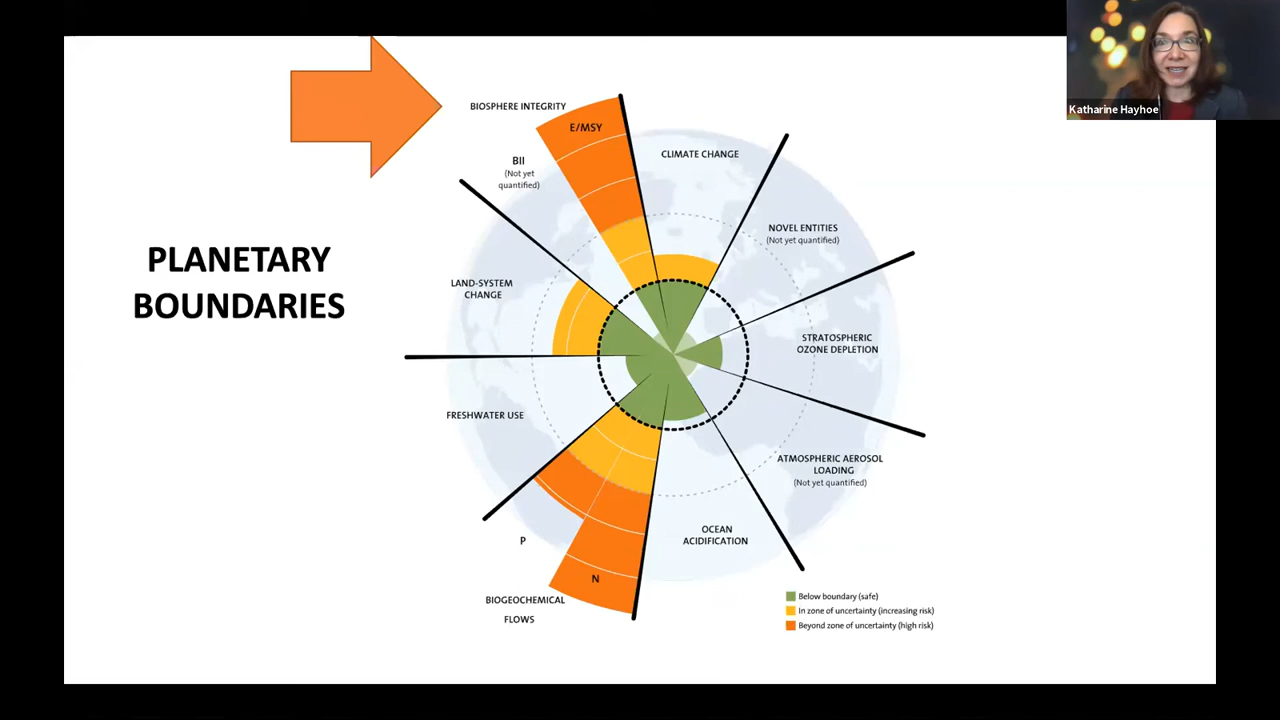 Katharine Hayhoe
PLANETARY
BOUNDARIES
BIOSPHERE INTEGRITY
E/MSY
BII
(Not yet
quantified)
CLIMATE CHANGE
NOVEL ENTITIES
(Not yet quantified)
LAND-SYSTEM
CHANGE
STRATOSPHERIC
OZONE DEPLETION
FRESHWATER USE
ATMOSPHERIC AEROSOL
LOADING
(Not yet quantified)
OCEAN
ACIDIFICATION
P
N
BIOGEOCHEMICAL
FLOWS
Below boundary (safe)
In zone of uncertainty (increasing risk)
Beyond zone of uncertainty (high risk)